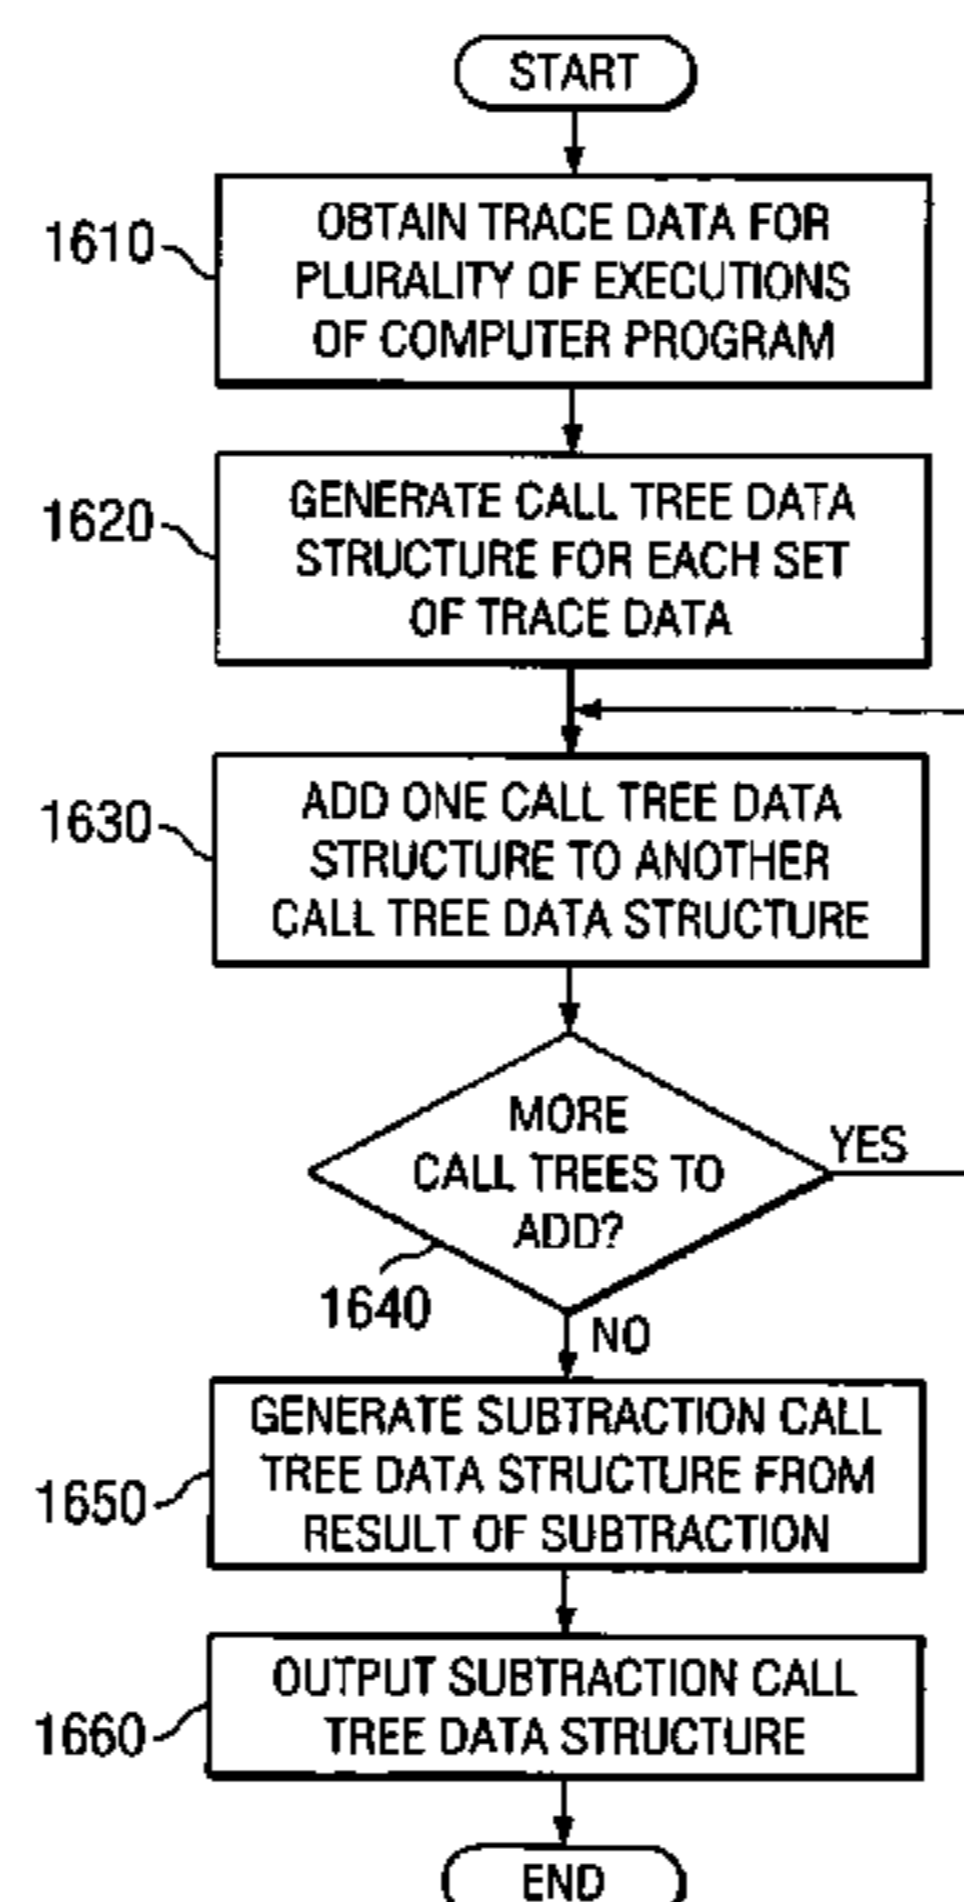 START
1610
OBTAIN TRACE DATA FOR
PLURALITY OF EXECUTIONS
OF COMPUTER PROGRAM
1620
GENERATE CALL TREE DATA
STRUCTURE FOR EACH SET
OF TRACE DATA
1630
ADD ONE CALL TREE DATA
STRUCTURE TO ANOTHER
CALL TREE DATA STRUCTURE
MORE
CALL TREES TO
ADD?
YES
1640
NO
1650
GENERATE SUBTRACTION CALL
TREE DATA STRUCTURE FROM
RESULT OF SUBTRACTION
1660
OUTPUT SUBTRACTION CALL
TREE DATA STRUCTURE
END